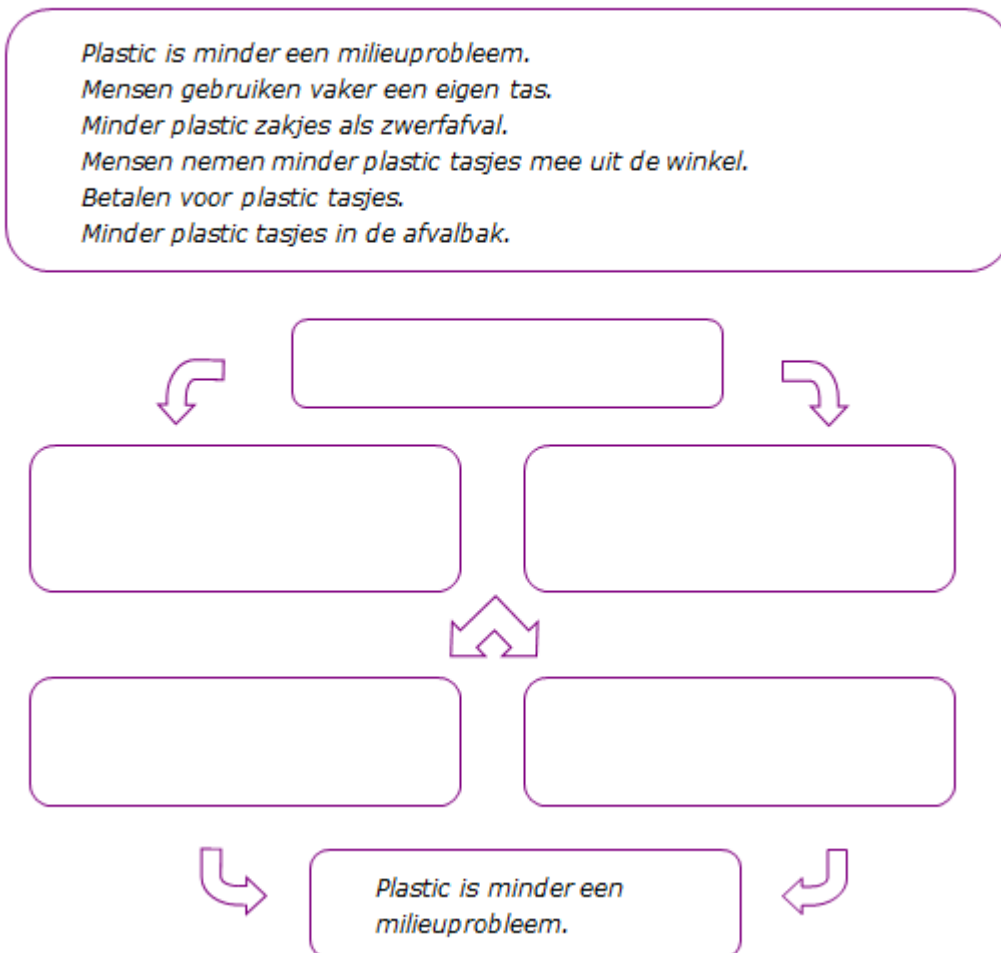 Plastic is minder een milieuprobleem.
Mensen gebruiken vaker een eigen tas.
Minder plastic zakjes als zwerfafval.
Mensen nemen minder plastic tasjes mee uit de winkel.
Betalen voor plastic tasjes.
Minder plastic tasjes in de afvalbak.
Plastic is minder een
milieuprobleem.